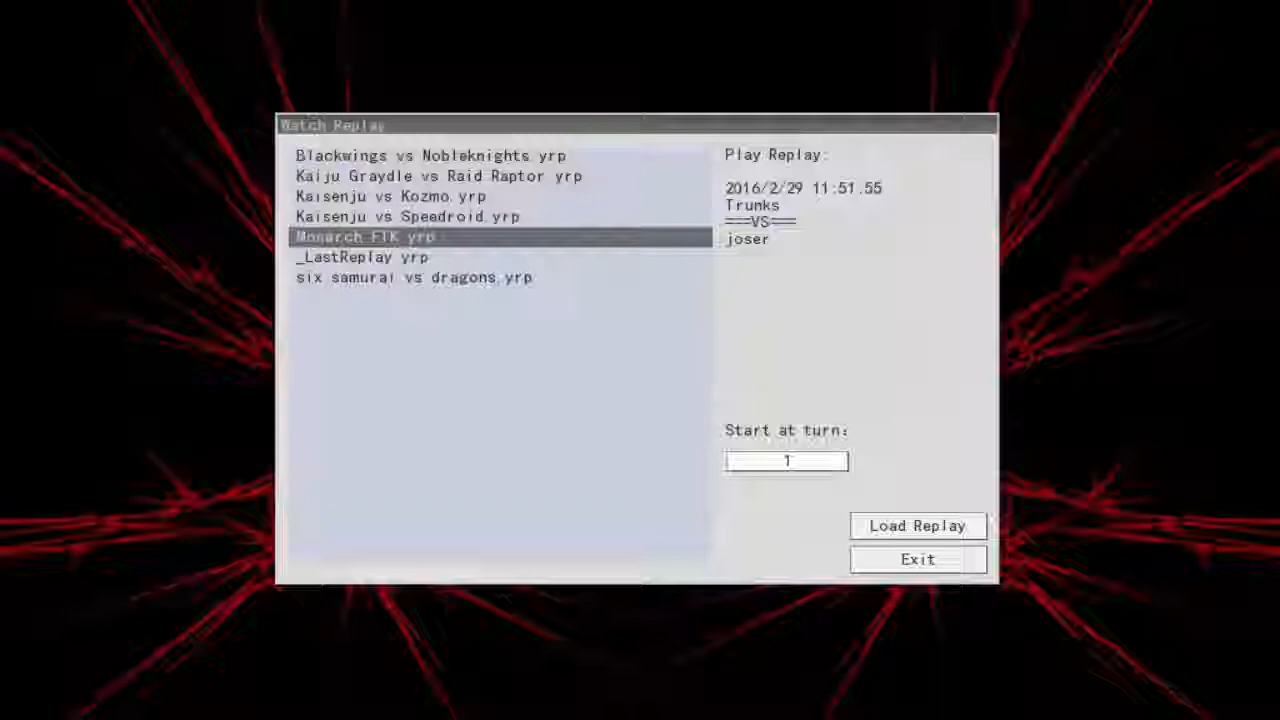 Watch Replay
Blackwings vs Nobleknights.yrp
Kaiju Graydle vs Raid Raptor yrp
Kaisenju vs Kozmo.yrp
Kaisenju vs Speedroid.yrp
Monarch FTK yrp
_LastReplay yrp
six samurai vs dragons.yrp
Play Replay:
2016/2/29 11:51.55
Trunks
===VS===
joser
Start at turn:
1
Load Replay
Exit